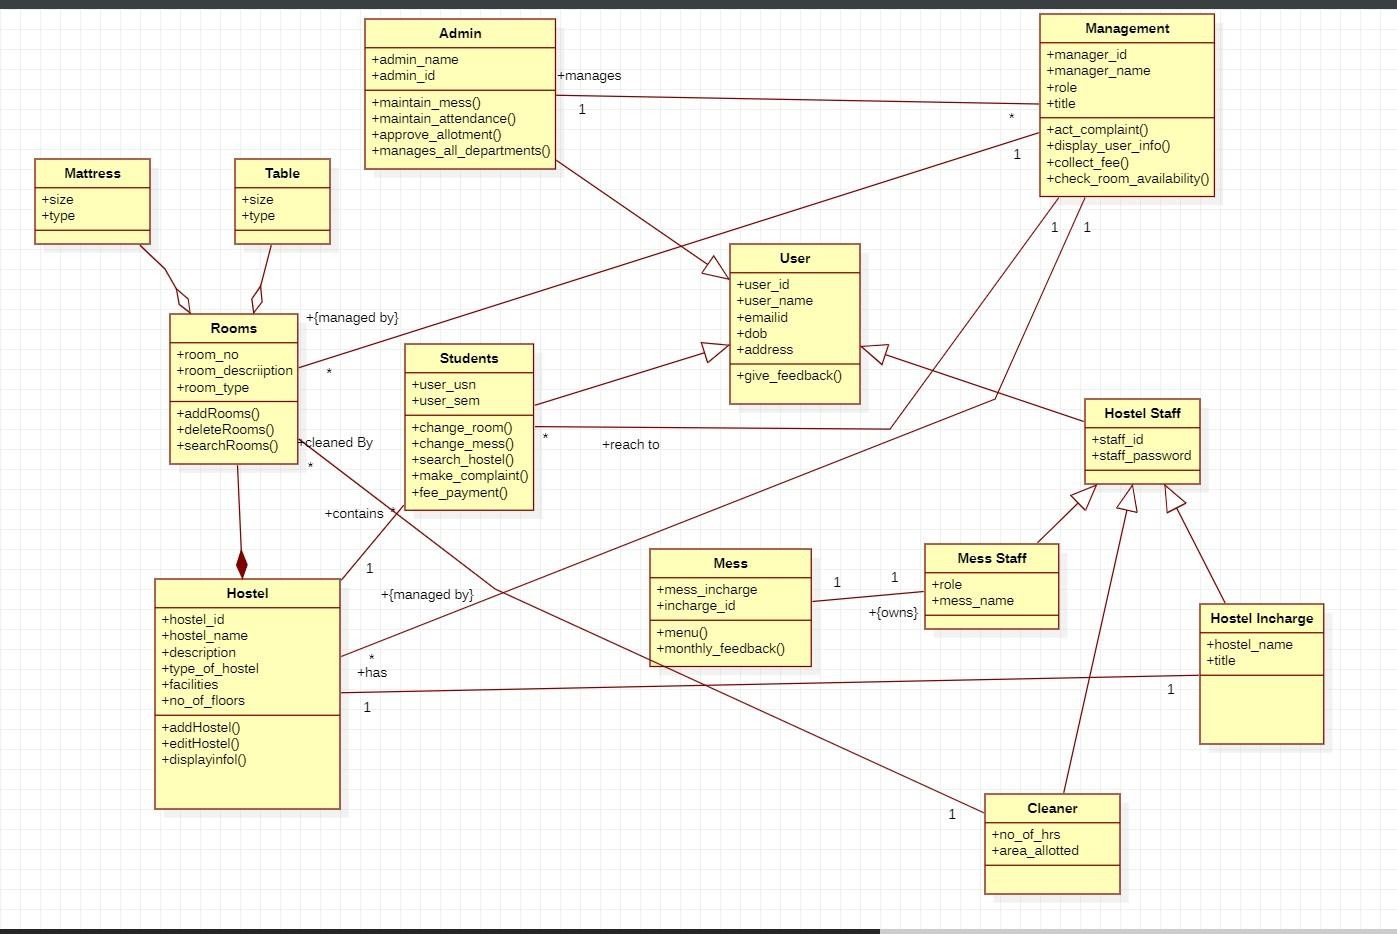 Admin
+admin_name
+admin_id
+maintain_mess()
+maintain_attendance()
+approve_allotment()
+manages_all_departments()
+manages
1
*
Management
+manager_id
+manager_name
+role
+title
+act_complaint()
+display_user_info()
+collect_fee()
+check_room_availability()
1
1
1
Mattress
+size
+type
Table
+size
+type
User
+user_id
+user_name
+emailid
+dob
+address
+give_feedback()
Rooms
+room_no
+room_descriiption
+room_type
+addRooms()
+deleteRooms()
+searchRooms()
+{managed by}
*
+cleaned By
*
Students
+user_usn
+user_sem
+change_room()
+change_mess()
+search_hostel()
+make_complaint()
+fee_payment()
*
+reach to
Hostel Staff
+staff_id
+staff_password
+contains
*
1
+{managed by}
Hostel
+hostel_id
+hostel_name
+description
+type_of_hostel
+facilities
+no_of_floors
+addHostel()
+editHostel()
+displayinfol()
*
+has
1
Mess
+mess_incharge
+incharge_id
+menu()
+monthly_feedback()
1
1
+{owns}
Mess Staff
+role
+mess_name
Hostel Incharge
+hostel_name
+title
1
Cleaner
+no_of_hrs
+area_allotted
1